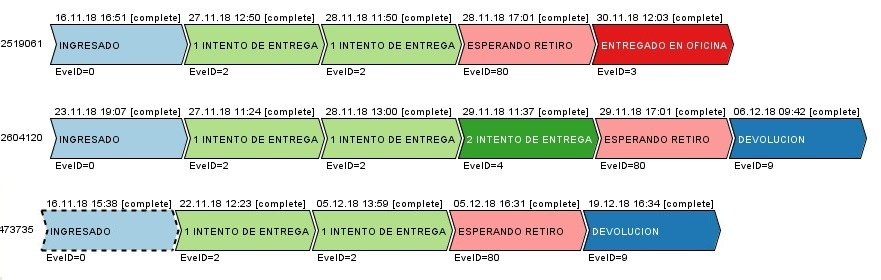 16.11.18 16:51 [complete] 27.11.18 12:50 [complete] 28.11.18 11:50 [complete] 28.11.18 17:01 [complete] 30.11.18 12:03 [complete]
2519061 INGRESADO 1 INTENTO DE ENTREGA 1 INTENTO DE ENTREGA ESPERANDO RETIRO ENTREGADO EN OFICINA
EveID=0 EveID=2 EveID=2 EveID=80 EveID=3
23.11.18 19:07 [complete] 27.11.18 11:24 [complete] 28.11.18 13:00 [complete] 29.11.18 11:37 [complete] 29.11.18 17:01 [complete] 06.12.18 09:42 [complete]
2604120 INGRESADO 1 INTENTO DE ENTREGA 1 INTENTO DE ENTREGA 2 INTENTO DE ENTREGA ESPERANDO RETIRO DEVOLUCION
EveID=0 EveID=2 EveID=2 EveID=4 EveID=80 EveID=9
16.11.18 15:38 [complete] 22.11.18 12:23 [complete] 05.12.18 13:59 [complete] 05.12.18 16:31 [complete] 19.12.18 16:34 [complete]
473735 INGRESADO 1 INTENTO DE ENTREGA 1 INTENTO DE ENTREGA ESPERANDO RETIRO DEVOLUCION
EveID=0 EveID=2 EveID=2 EveID=80 EveID=9